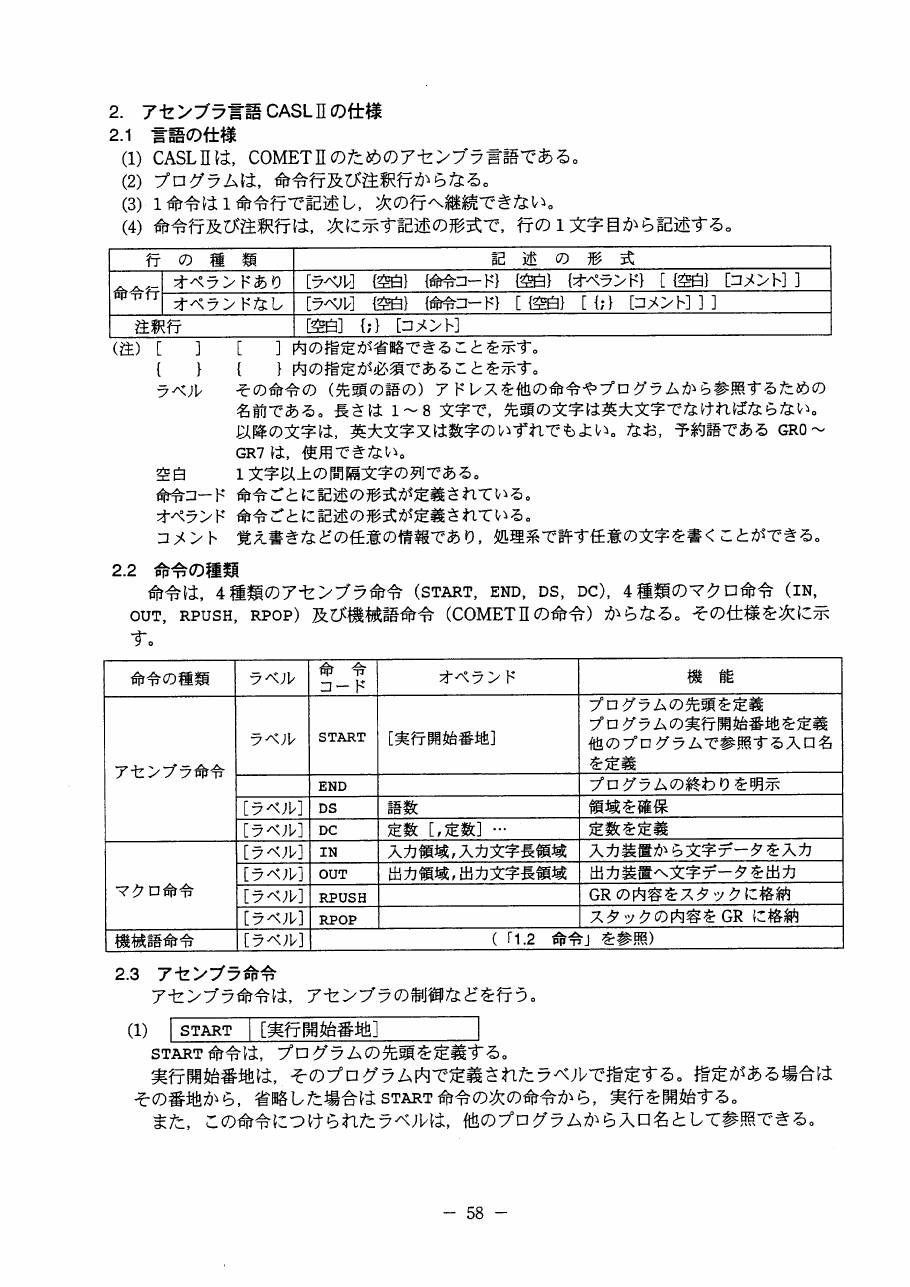 2. アセンブラ言語 CASLⅡの仕様
2.1 言語の仕様
(1) CASLⅡは，COMETⅡのためのアセンブラ言語である。
(2) プログラムは，命令行及び注釈行からなる。
(3) 1命令は1命令行で記述し，次の行へ継続できない。
(4) 命令行及び注釈行は，次に示す記述の形式で，行の1文字目から記述する。
行 の 種 類 記 述 の 形 式
命令行 オペランドあり [ラベル] {空白} {命令コード} {空白} {オペランド} [ {空白} [コメント] ]
オペランドなし [ラベル] {空白} {命令コード} [ {空白} [ {;} [コメント] ] ]
注釈行 [空白] {;} [コメント]
(注) [ ] [ ] 内の指定が省略できることを示す。
{ } { } 内の指定が必須であることを示す。
ラベル その命令の（先頭の語の）アドレスを他の命令やプログラムから参照するための
名前である。長さは 1～8 文字で，先頭の文字は英大文字でなければならない。
以降の文字は，英大文字又は数字のいずれでもよい。なお，予約語である GR0～
GR7 は，使用できない。
空白 1文字以上の間隔文字の列である。
命令コード 命令ごとに記述の形式が定義されている。
オペランド 命令ごとに記述の形式が定義されている。
コメント 覚え書きなどの任意の情報であり，処理系で許す任意の文字を書くことができる。
2.2 命令の種類
命令は，4種類のアセンブラ命令（START，END，DS，DC），4種類のマクロ命令（IN，
OUT，RPUSH，RPOP）及び機械語命令（COMETⅡの命令）からなる。その仕様を次に示
す。
命令の種類 ラベル 命 令 コード オペランド 機 能
アセンブラ命令 ラベル START [実行開始番地] プログラムの先頭を定義
プログラムの実行開始番地を定義
他のプログラムで参照する入口名
を定義
END プログラムの終わりを明示
[ラベル] DS 語数 領域を確保
[ラベル] DC 定数 [,定数] … 定数を定義
マクロ命令 [ラベル] IN 入力領域,入力文字長領域 入力装置から文字データを入力
[ラベル] OUT 出力領域,出力文字長領域 出力装置へ文字データを出力
[ラベル] RPUSH GR の内容をスタックに格納
[ラベル] RPOP スタックの内容を GR に格納
機械語命令 [ラベル] （「1.2 命令」を参照）
2.3 アセンブラ命令
アセンブラ命令は，アセンブラの制御などを行う。
(1) START [実行開始番地]
START 命令は，プログラムの先頭を定義する。
実行開始番地は，そのプログラム内で定義されたラベルで指定する。指定がある場合は
その番地から，省略した場合は START 命令の次の命令から，実行を開始する。
また，この命令につけられたラベルは，他のプログラムから入口名として参照できる。
- 58 -